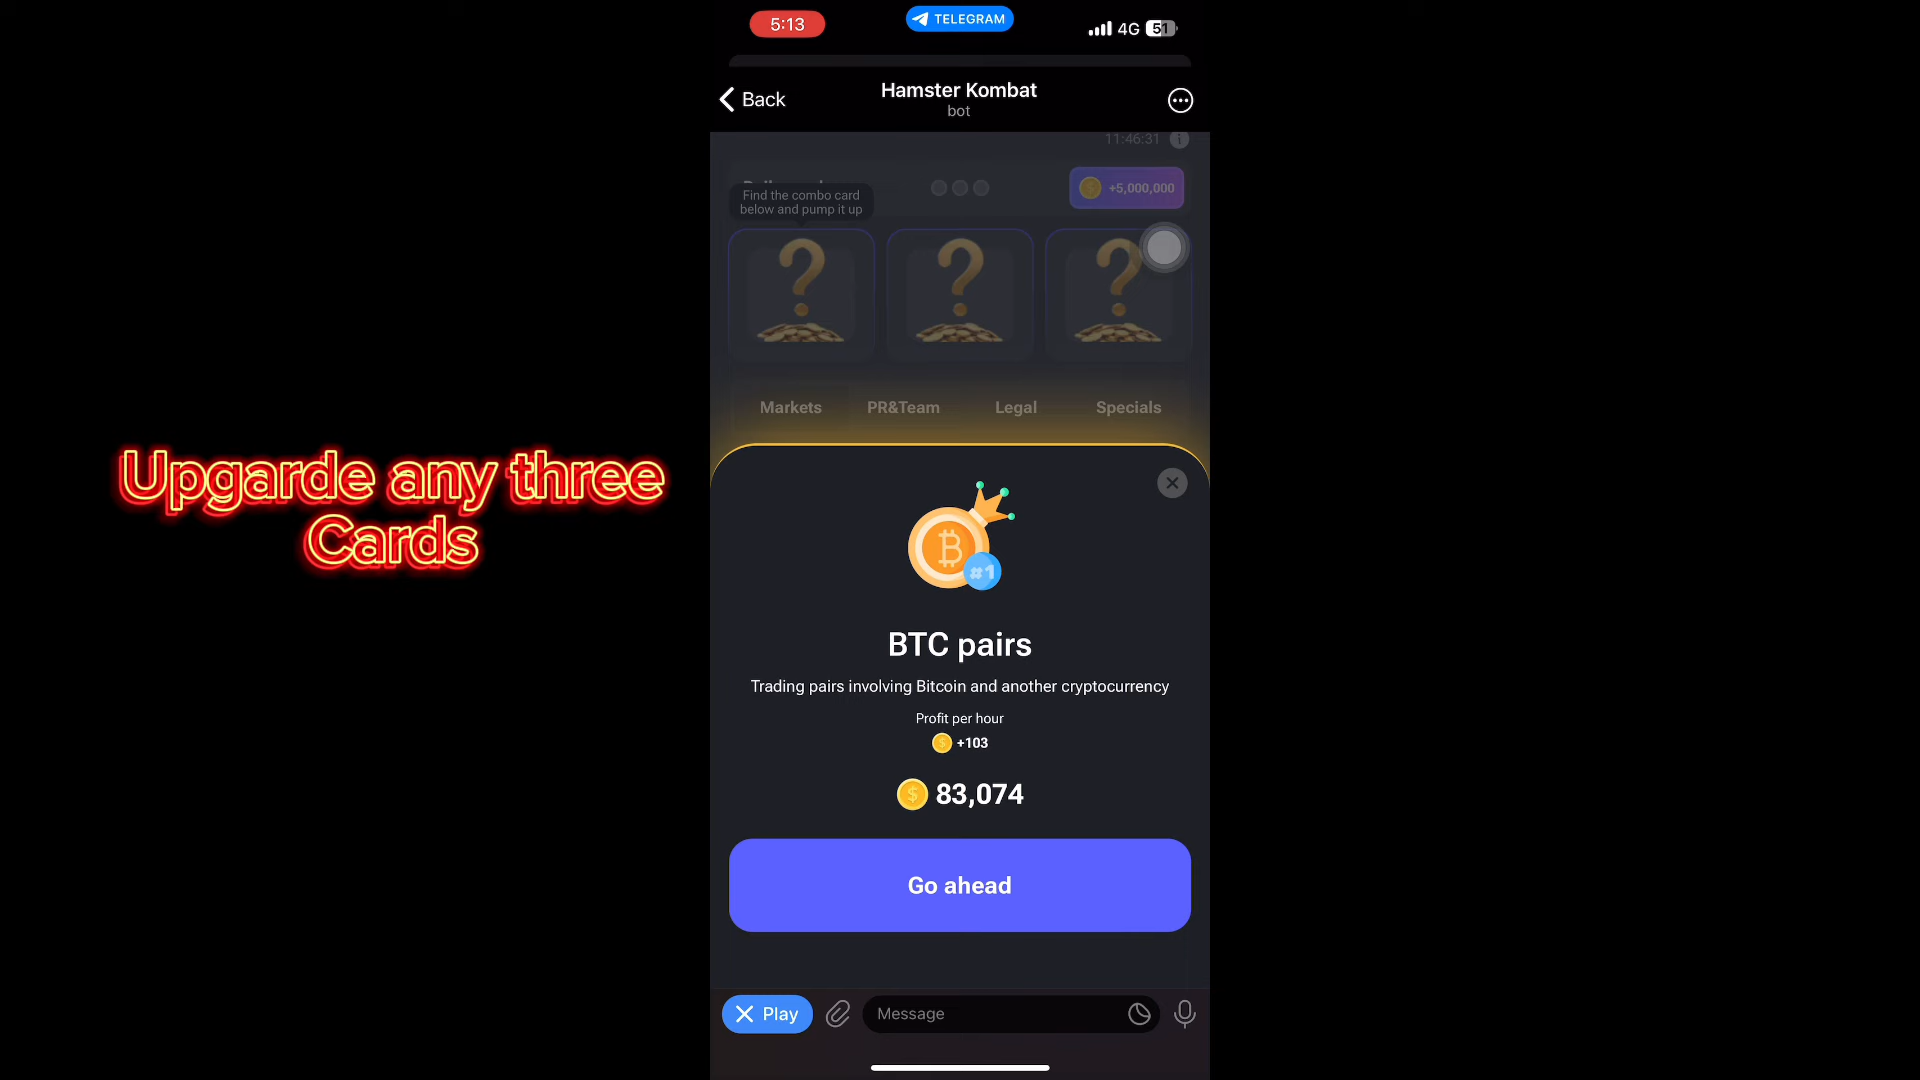 5:13
TELEGRAM
4G
51
Back
Hamster Kombat
bot
11:46:31
Find the combo card
below and pump it up
+5,000,000
Markets
PR&Team
Legal
Specials
Upgarde any three
Cards
#1
BTC pairs
Trading pairs involving Bitcoin and another cryptocurrency
Profit per hour
+103
83,074
Go ahead
Play
Message